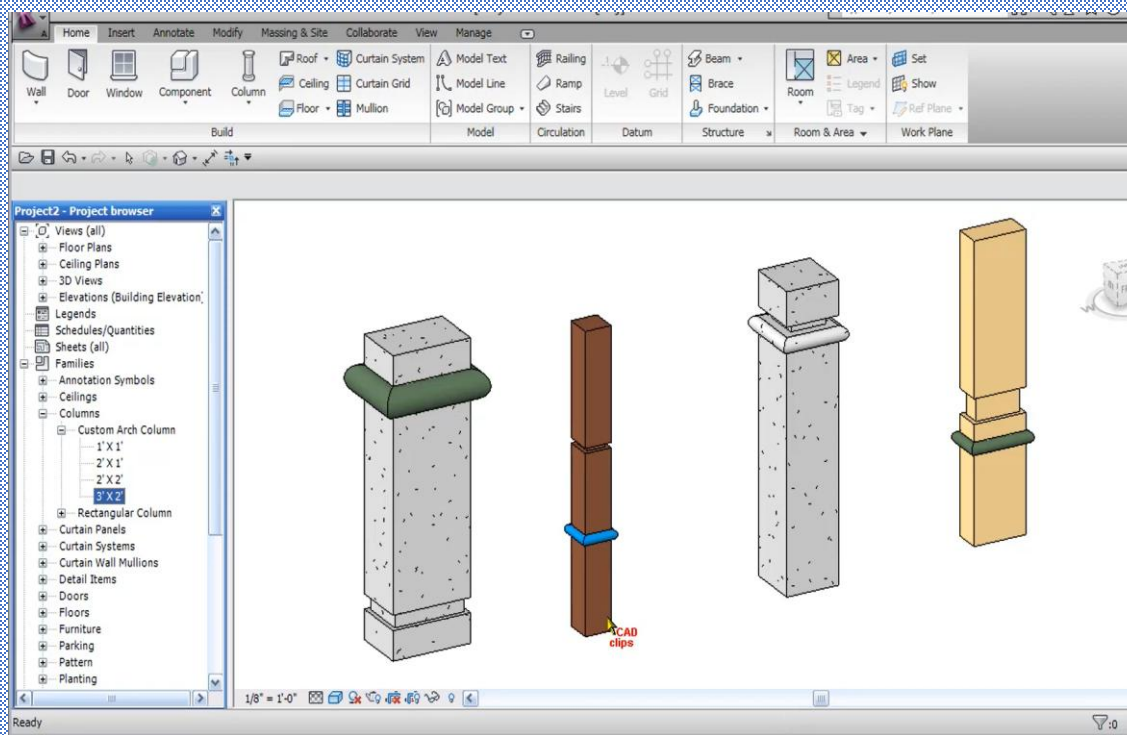 Home Insert Annotate Modify Massing & Site Collaborate View Manage
Wall Door Window Component Column
Roof Curtain System
Ceiling Curtain Grid
Floor Mullion
Model Text
Model Line
Model Group
Railing
Ramp
Stairs
Level Grid
Beam
Brace
Foundation
Room
Area
Legend
Tag
Set
Show
Ref Plane
Build Model Circulation Datum Structure Room & Area Work Plane
Project2 - Project browser
Views (all)
Floor Plans
Ceiling Plans
3D Views
Elevations (Building Elevation)
Legends
Schedules/Quantities
Sheets (all)
Families
Annotation Symbols
Ceilings
Columns
Custom Arch Column
1' X 1'
2' X 1'
2' X 2'
3' X 2'
Rectangular Column
Curtain Panels
Curtain Systems
Curtain Wall Mullions
Detail Items
Doors
Floors
Furniture
Parking
Pattern
Planting
CAD
clips
1/8" = 1'-0"
Ready
:0